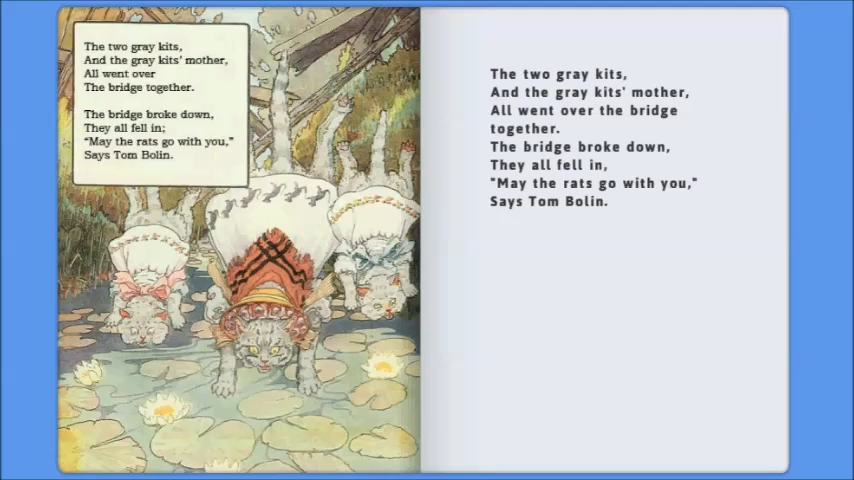 The two gray kits,
And the gray kits' mother,
All went over
The bridge together.
The bridge broke down,
They all fell in;
"May the rats go with you,"
Says Tom Bolin.
The two gray kits,
And the gray kits' mother,
All went over the bridge
together.
The bridge broke down,
They all fell in,
"May the rats go with you,"
Says Tom Bolin.